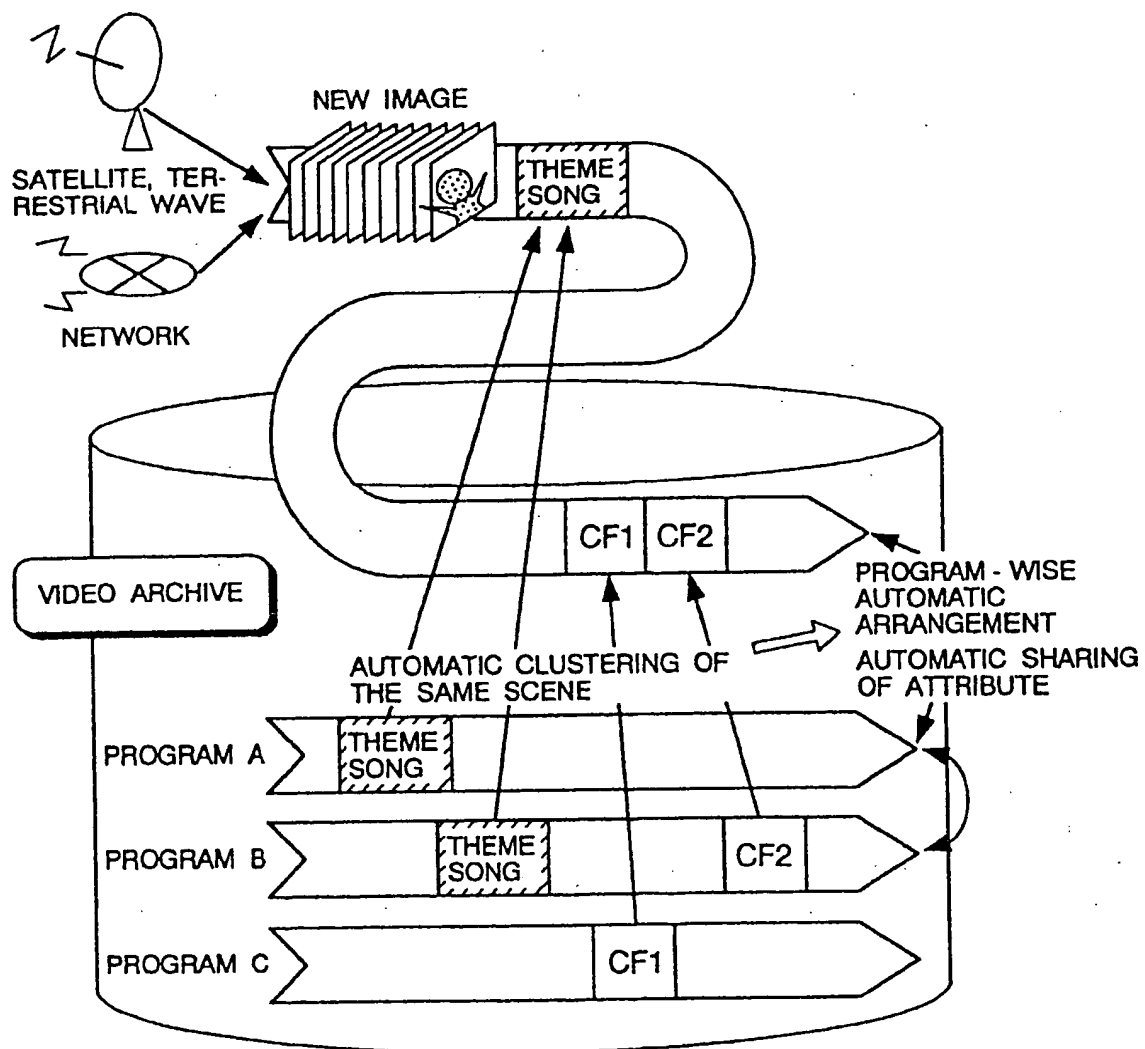 NEW IMAGE
THEME
SONG
SATELLITE, TER-
RESTRIAL WAVE
NETWORK
CF1
CF2
VIDEO ARCHIVE
PROGRAM - WISE
AUTOMATIC
ARRANGEMENT
AUTOMATIC SHARING
OF ATTRIBUTE
AUTOMATIC CLUSTERING OF
THE SAME SCENE
PROGRAM A
THEME
SONG
PROGRAM B
THEME
SONG
CF2
PROGRAM C
CF1